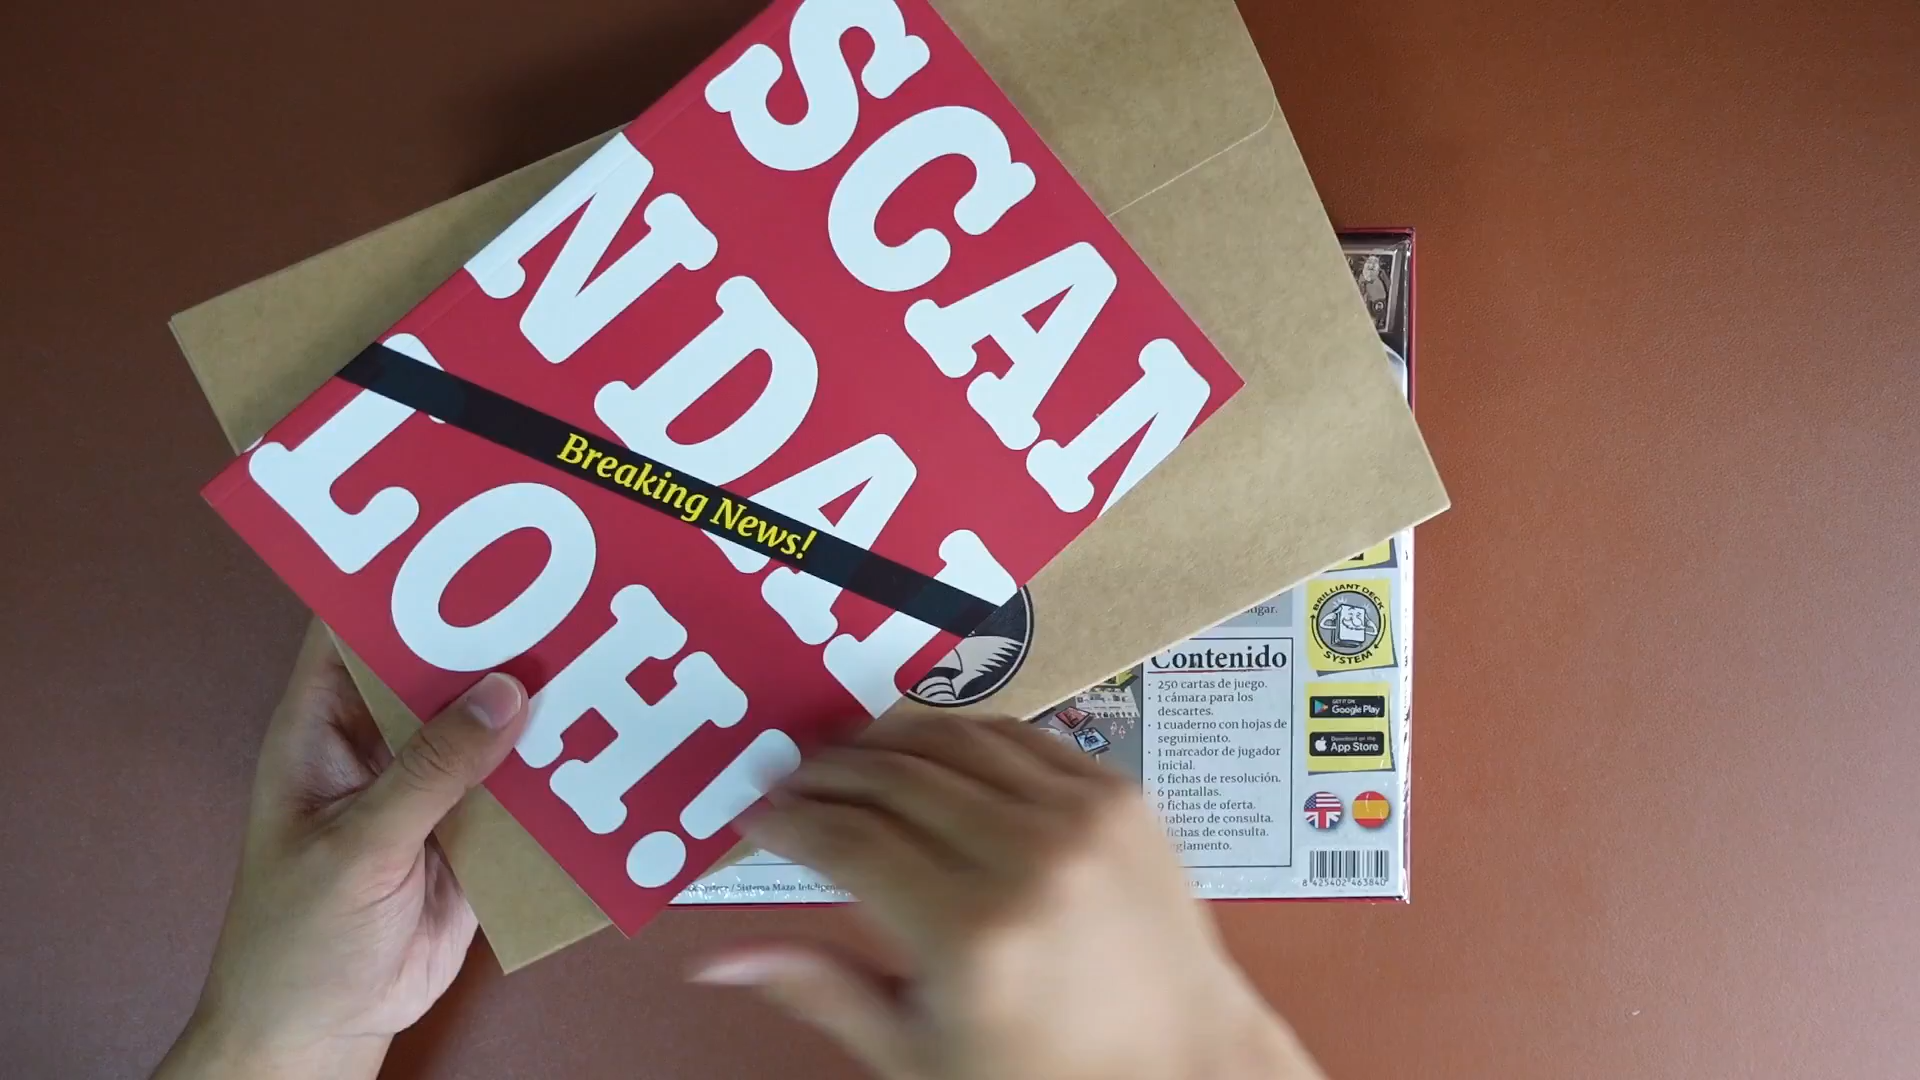 SCAN
NDAL
LOH!
Breaking News!
BRILLIANT DECK
SYSTEM
Contenido
- 250 cartas de juego.
- 1 cámara para los
descartes.
- 1 cuaderno con hojas de
seguimiento.
- 1 marcador de jugador
inicial.
- 6 fichas de resolución.
- 6 pantallas.
9 fichas de oferta.
tablero de consulta.
fichas de consulta.
GET IT ON
Google Play
Download on the
App Store
/ Sistema Mazo
8 425402 463840